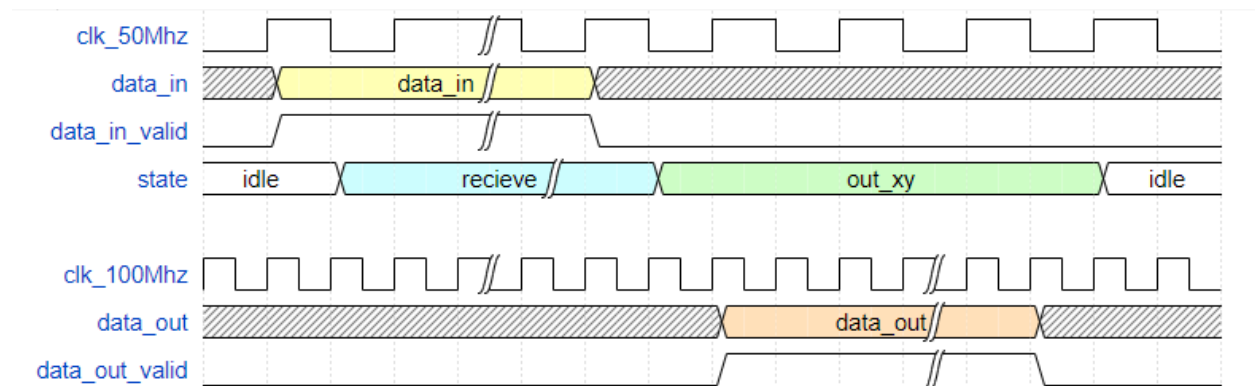 clk_50Mhz
data_in data_in
data_in_valid
state idle recieve out_xy idle
clk_100Mhz
data_out data_out
data_out_valid